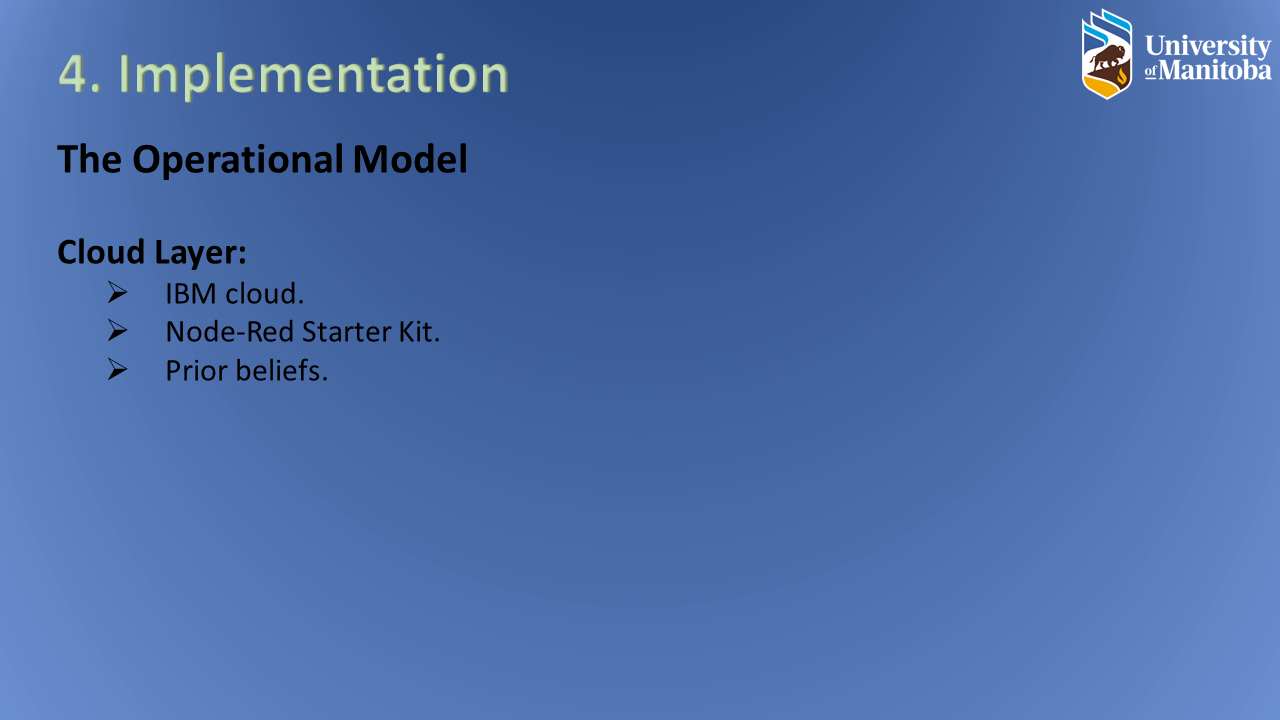 4. Implementation
University
of Manitoba
The Operational Model
Cloud Layer:
➢ IBM cloud.
➢ Node-Red Starter Kit.
➢ Prior beliefs.